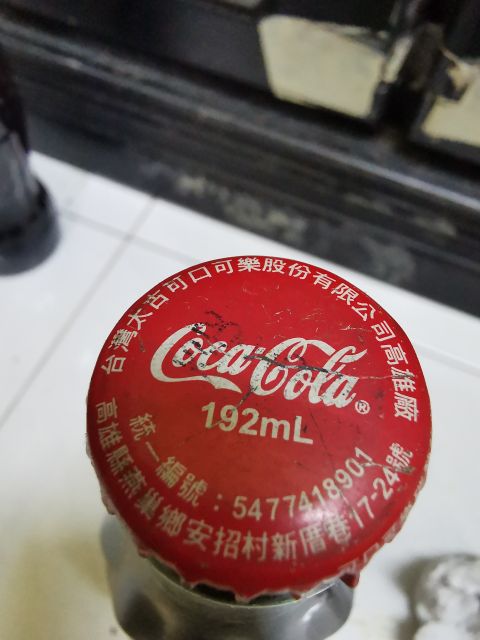 台灣太古可口可樂股份有限公司高雄廠
Coca-Cola®
192mL
統一編號：5477418901
高雄縣燕巢鄉安招村新厝巷17-24號